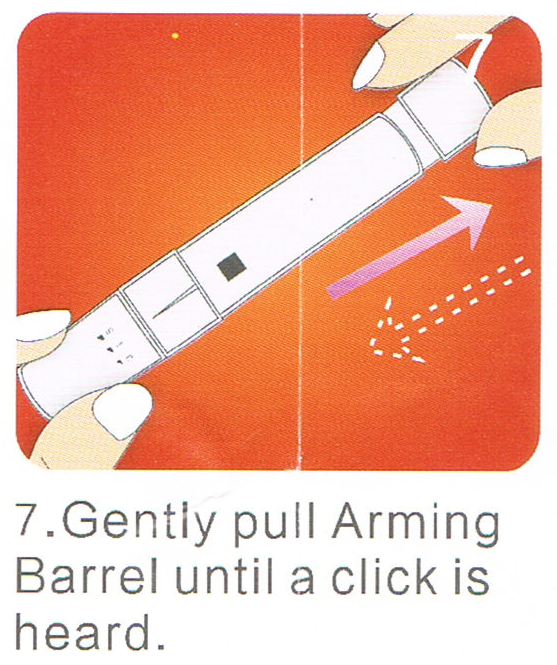 7
7.Gently pull Arming
Barrel until a click is
heard.